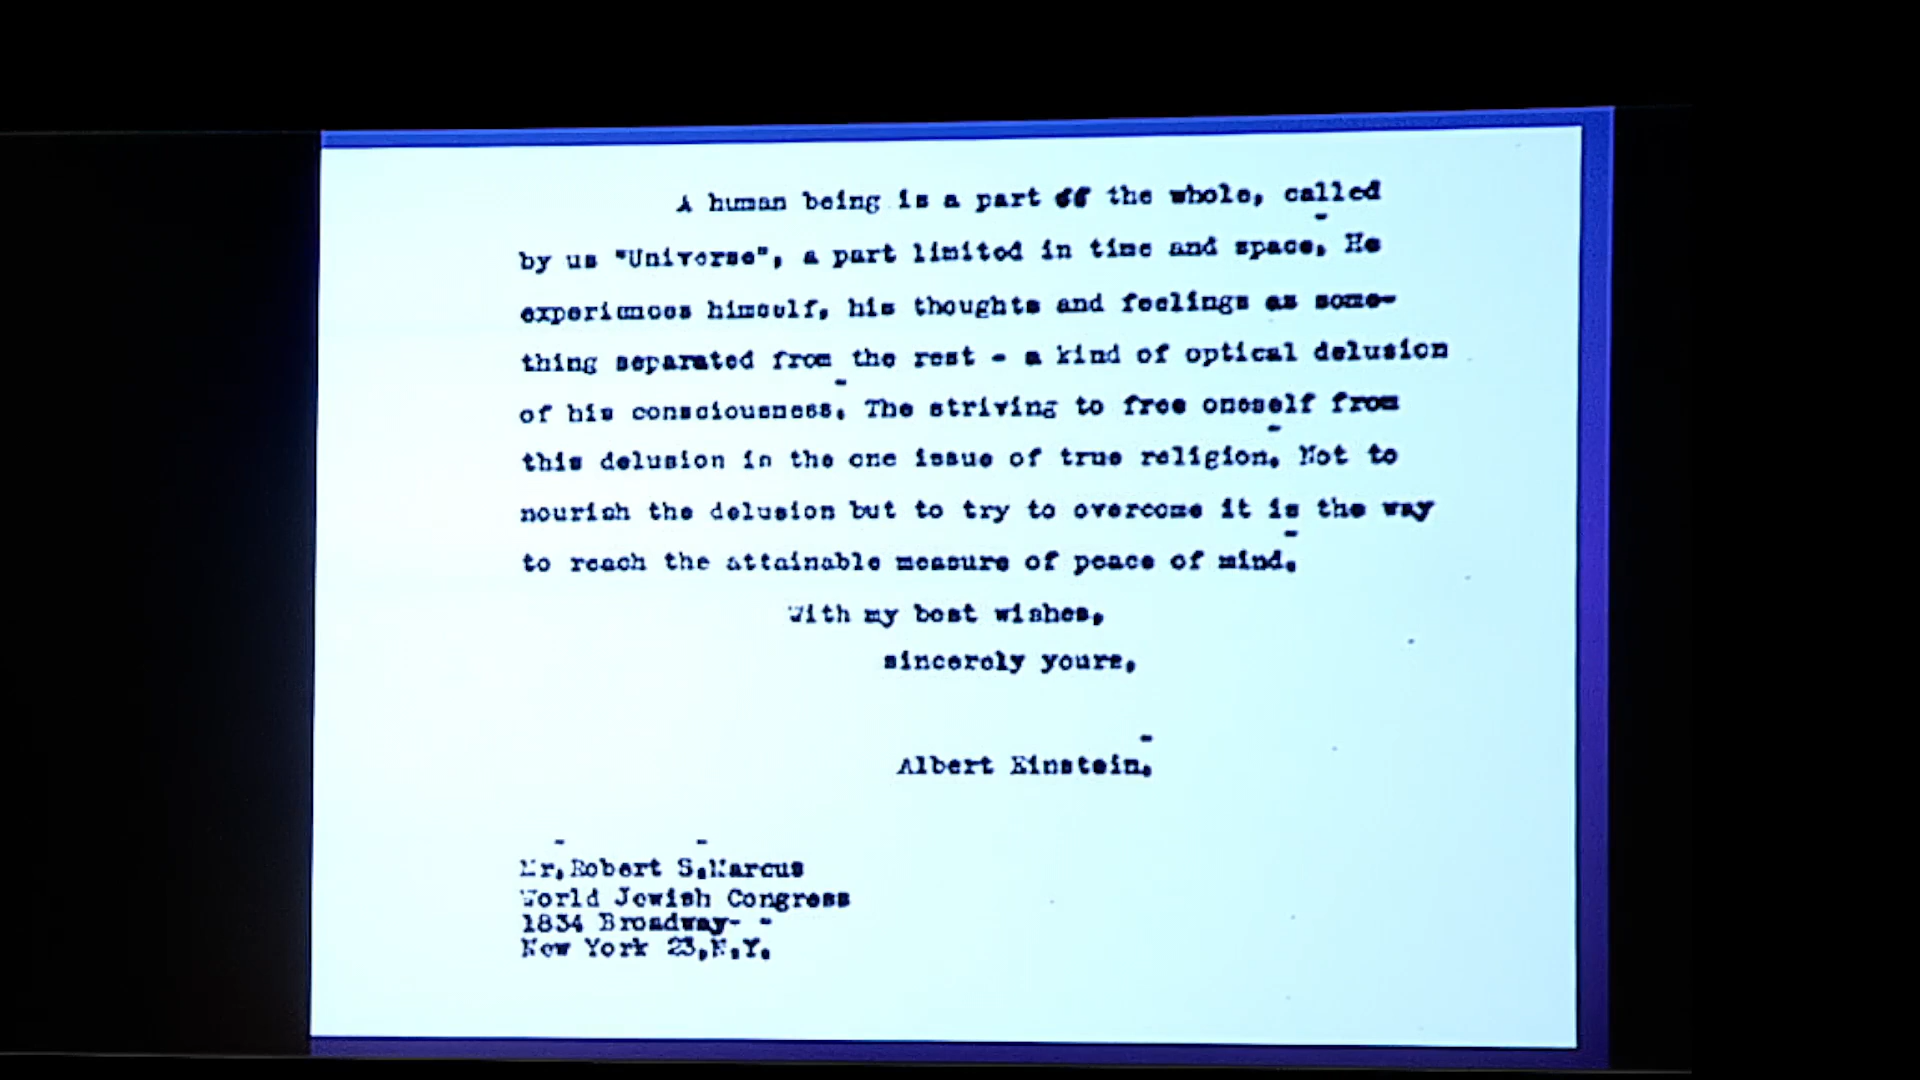 A human being is a part of the whole, called
by us "Universe", a part limited in time and space. He
experiences himself, his thoughts and feelings as some-
thing separated from the rest - a kind of optical delusion
of his consciousness. The striving to free oneself from
this delusion is the one issue of true religion. Not to
nourish the delusion but to try to overcome it is the way
to reach the attainable measure of peace of mind.
With my best wishes,
sincerely yours,
Albert Einstein.
Mr. Robert S. Marcus
World Jewish Congress
1834 Broadway
New York 23, N.Y.